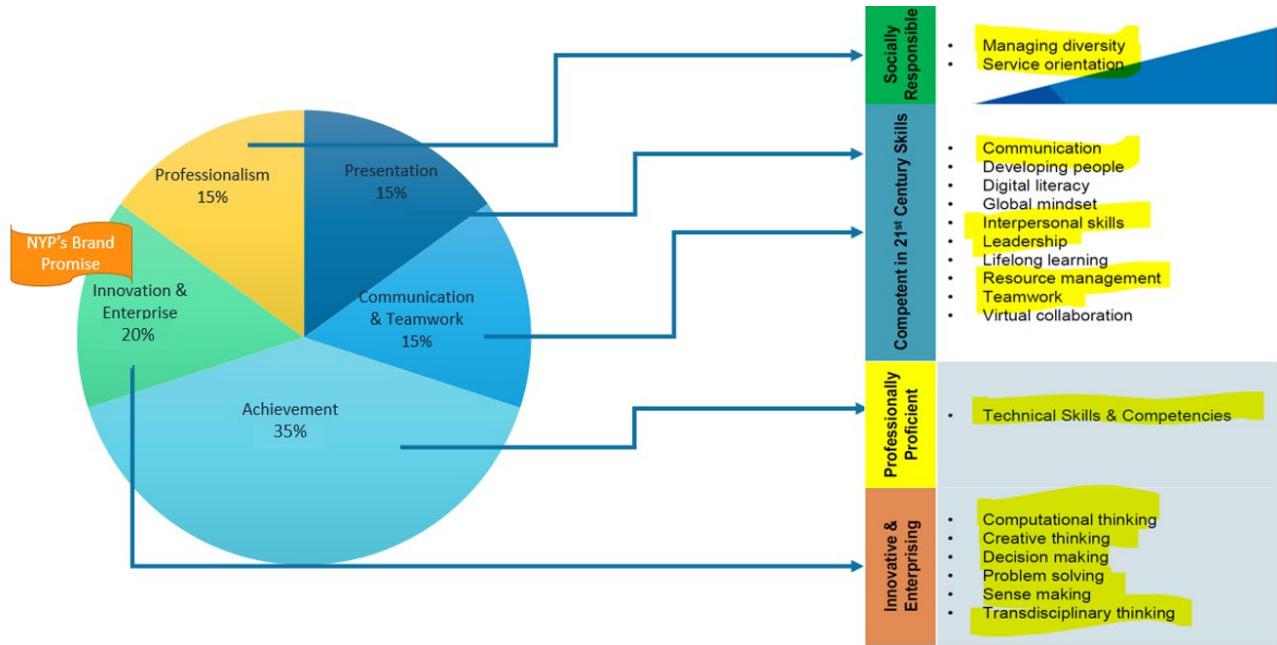 Professionalism
15%
Presentation
15%
NYP's Brand
Promise
Innovation &
Enterprise
20%
Communication
& Teamwork
15%
Achievement
35%
Socially
Responsible
• Managing diversity
• Service orientation
Competent in 21st Century Skills
• Communication
• Developing people
• Digital literacy
• Global mindset
• Interpersonal skills
• Leadership
• Lifelong learning
• Resource management
• Teamwork
• Virtual collaboration
Professionally
Proficient
• Technical Skills & Competencies
Innovative &
Enterprising
• Computational thinking
• Creative thinking
• Decision making
• Problem solving
• Sense making
• Transdisciplinary thinking